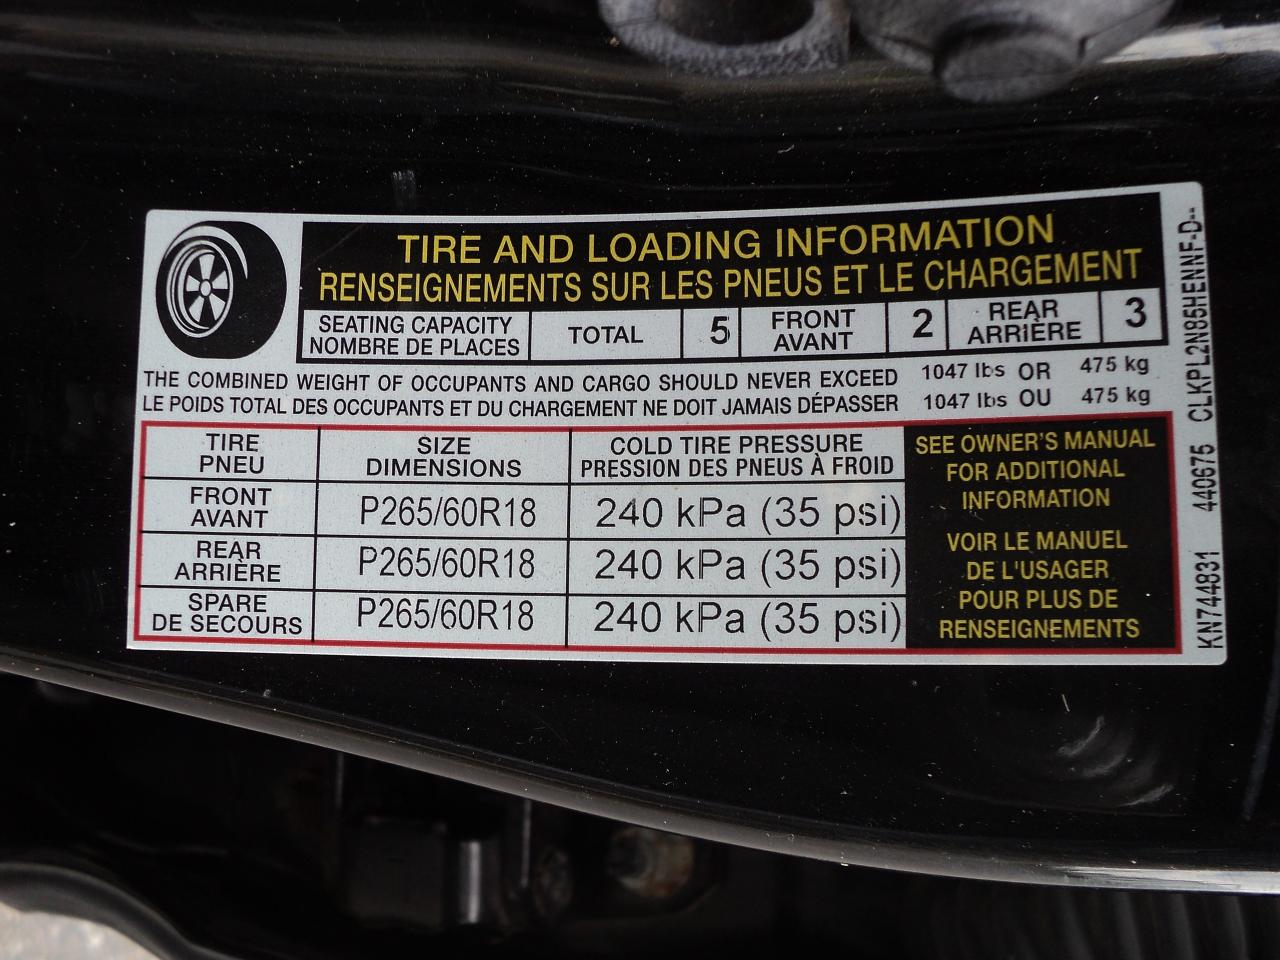 TIRE AND LOADING INFORMATION
RENSEIGNEMENTS SUR LES PNEUS ET LE CHARGEMENT
SEATING CAPACITY
NOMBRE DE PLACES
TOTAL 5
FRONT
AVANT
2
REAR
ARRIÈRE
3
THE COMBINED WEIGHT OF OCCUPANTS AND CARGO SHOULD NEVER EXCEED 1047 lbs OR 475 kg
LE POIDS TOTAL DES OCCUPANTS ET DU CHARGEMENT NE DOIT JAMAIS DÉPASSER 1047 lbs OU 475 kg
TIRE
PNEU
SIZE
DIMENSIONS
COLD TIRE PRESSURE
PRESSION DES PNEUS À FROID
FRONT
AVANT
P265/60R18 240 kPa (35 psi)
REAR
ARRIÈRE
P265/60R18 240 kPa (35 psi)
SPARE
DE SECOURS
P265/60R18 240 kPa (35 psi)
SEE OWNER'S MANUAL
FOR ADDITIONAL
INFORMATION
VOIR LE MANUEL
DE L'USAGER
POUR PLUS DE
RENSEIGNEMENTS
KN744831 440675 CLKPL2N86HENNF-D--